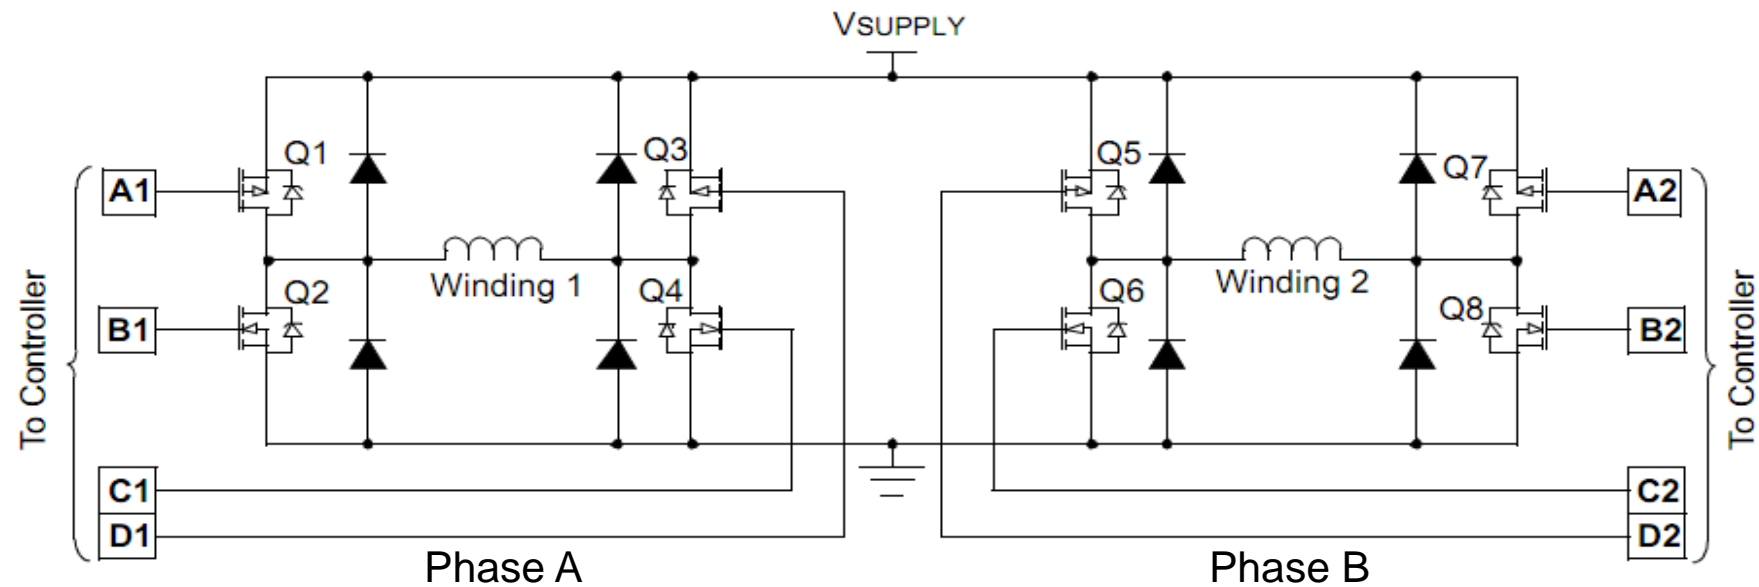 VSUPPLY
Q1
Q3
Q5
Q7
A1
A2
Winding 1
Winding 2
Q2
Q4
Q6
Q8
B1
B2
To Controller
To Controller
C1
C2
D1
D2
Phase A
Phase B